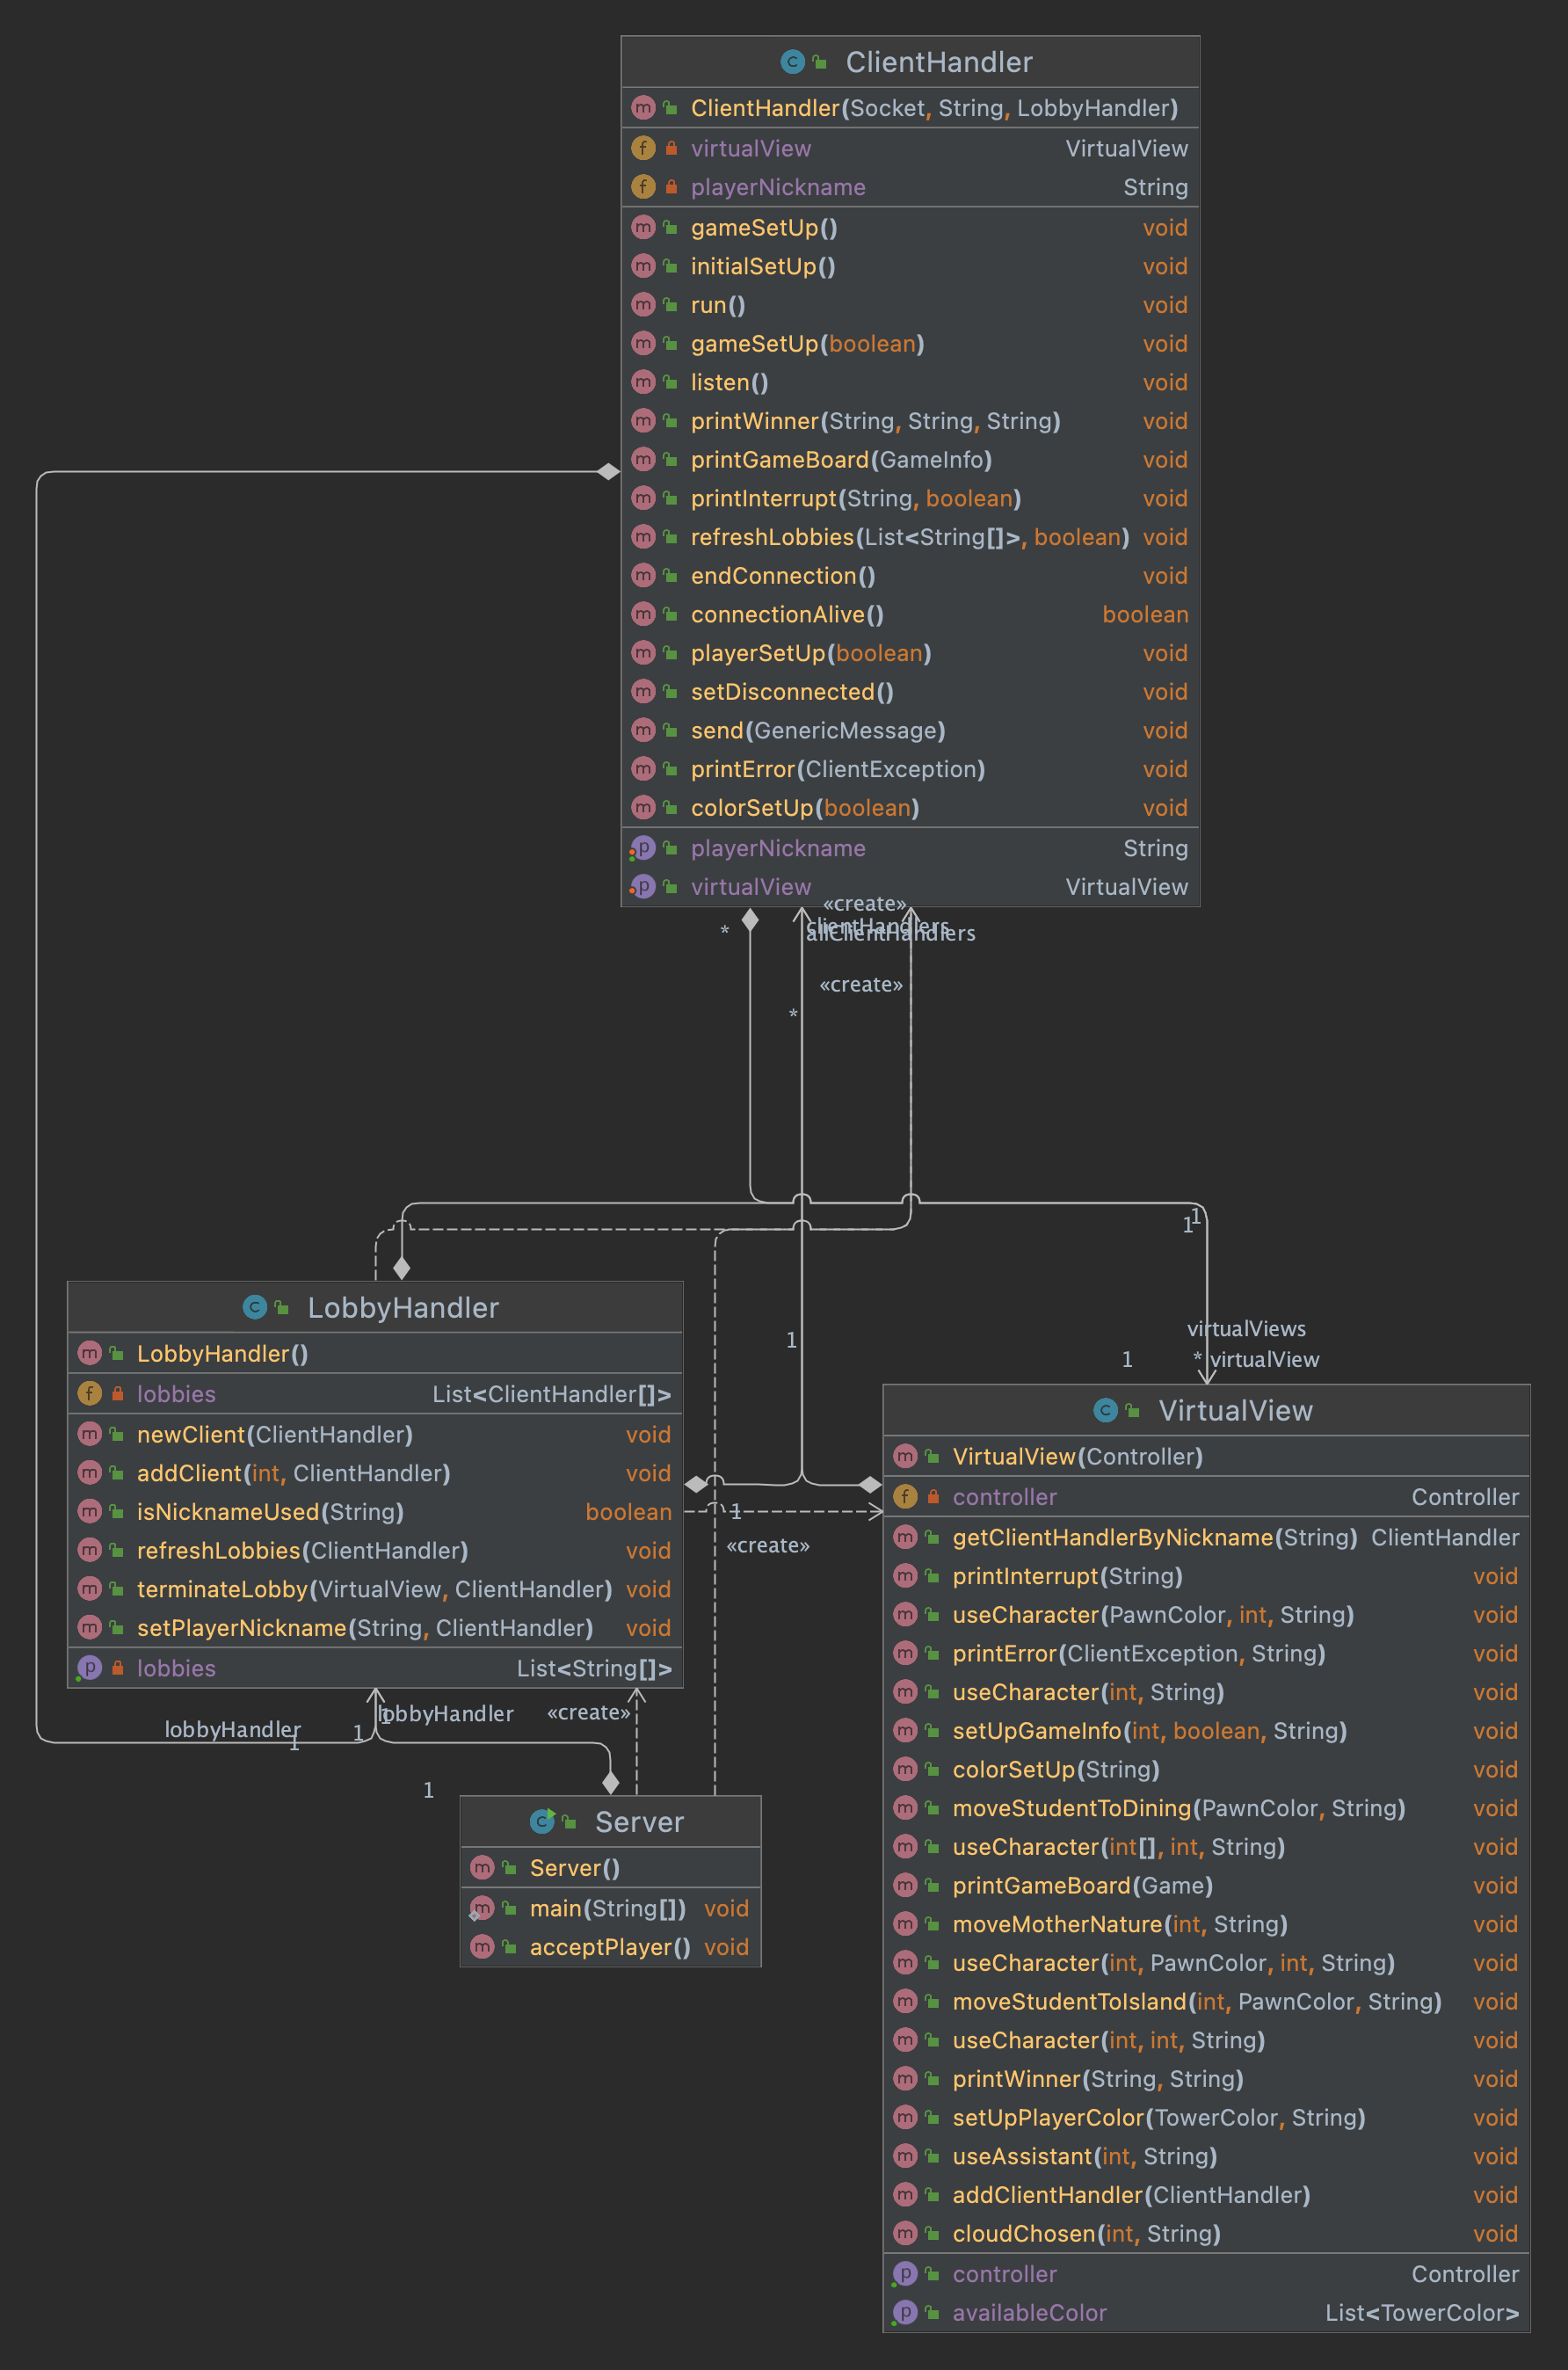 ClientHandler
ClientHandler(Socket, String, LobbyHandler)
virtualView VirtualView
playerNickname String
gameSetUp() void
initialSetUp() void
run() void
gameSetUp(boolean) void
listen() void
printWinner(String, String, String) void
printGameBoard(GameInfo) void
printInterrupt(String, boolean) void
refreshLobbies(List<String[]>, boolean) void
endConnection() void
connectionAlive() boolean
playerSetUp(boolean) void
setDisconnected() void
send(GenericMessage) void
printError(ClientException) void
colorSetUp(boolean) void
playerNickname String
virtualView VirtualView
«create»
clientHandlers
*
allClientHandlers
«create»
*
1
1
1
virtualViews
1
* virtualView
LobbyHandler
LobbyHandler()
lobbies List<ClientHandler[]>
newClient(ClientHandler) void
addClient(int, ClientHandler) void
isNicknameUsed(String) boolean
refreshLobbies(ClientHandler) void
terminateLobby(VirtualView, ClientHandler) void
setPlayerNickname(String, ClientHandler) void
lobbies List<String[]>
1
«create»
lobbyHandler
1
1
1
lobbyHandler
«create»
1
Server
Server()
main(String[]) void
acceptPlayer() void
VirtualView
VirtualView(Controller)
controller Controller
getClientHandlerByNickname(String) ClientHandler
printInterrupt(String) void
useCharacter(PawnColor, int, String) void
printError(ClientException, String) void
useCharacter(int, String) void
setUpGameInfo(int, boolean, String) void
colorSetUp(String) void
moveStudentToDining(PawnColor, String) void
useCharacter(int[], int, String) void
printGameBoard(Game) void
moveMotherNature(int, String) void
useCharacter(int, PawnColor, int, String) void
moveStudentToIsland(int, PawnColor, String) void
useCharacter(int, int, String) void
printWinner(String, String) void
setUpPlayerColor(TowerColor, String) void
useAssistant(int, String) void
addClientHandler(ClientHandler) void
cloudChosen(int, String) void
controller Controller
availableColor List<TowerColor>